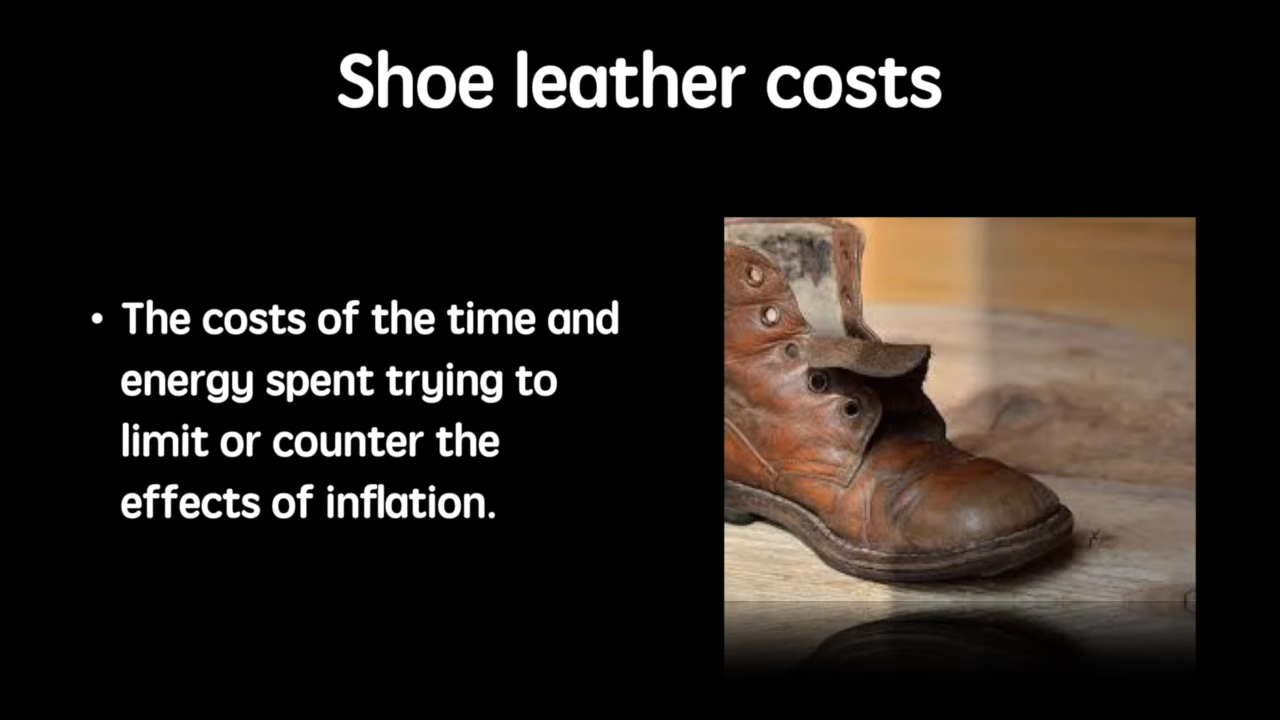 Shoe leather costs
• The costs of the time and
energy spent trying to
limit or counter the
effects of inflation.